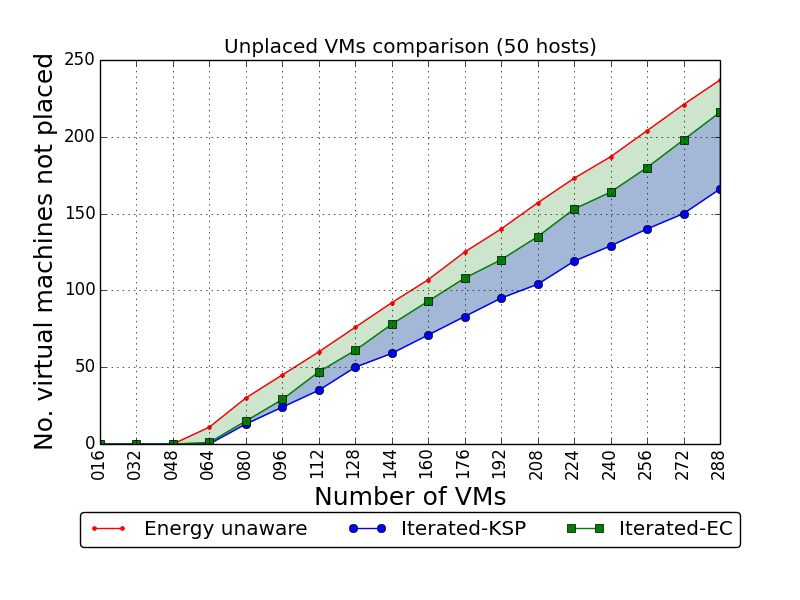 Unplaced VMs comparison (50 hosts)
No. virtual machines not placed
250
200
150
100
50
0
016 032 048 064 080 096 112 128 144 160 176 192 208 224 240 256 272 288
Number of VMs
Energy unaware Iterated-KSP Iterated-EC